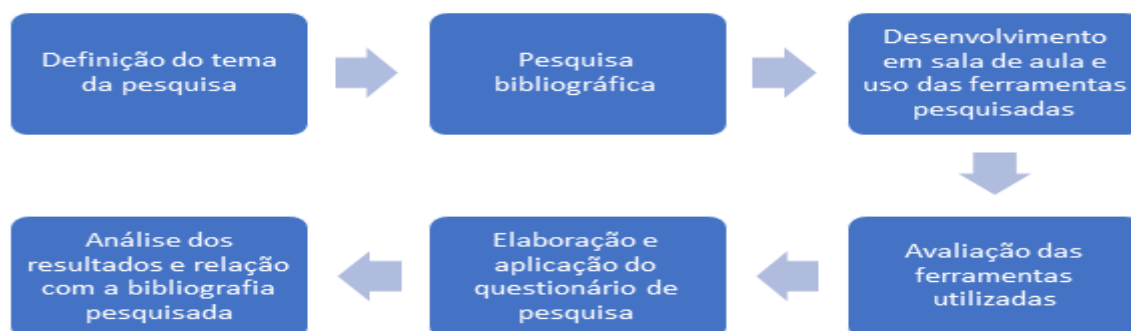 Definição do tema
da pesquisa
Pesquisa
bibliográfica
Desenvolvimento
em sala de aula e
uso das ferramentas
pesquisadas
Avaliação das
ferramentas
utilizadas
Elaboração e
aplicação do
questionário de
pesquisa
Análise dos
resultados e relação
com a bibliografia
pesquisada